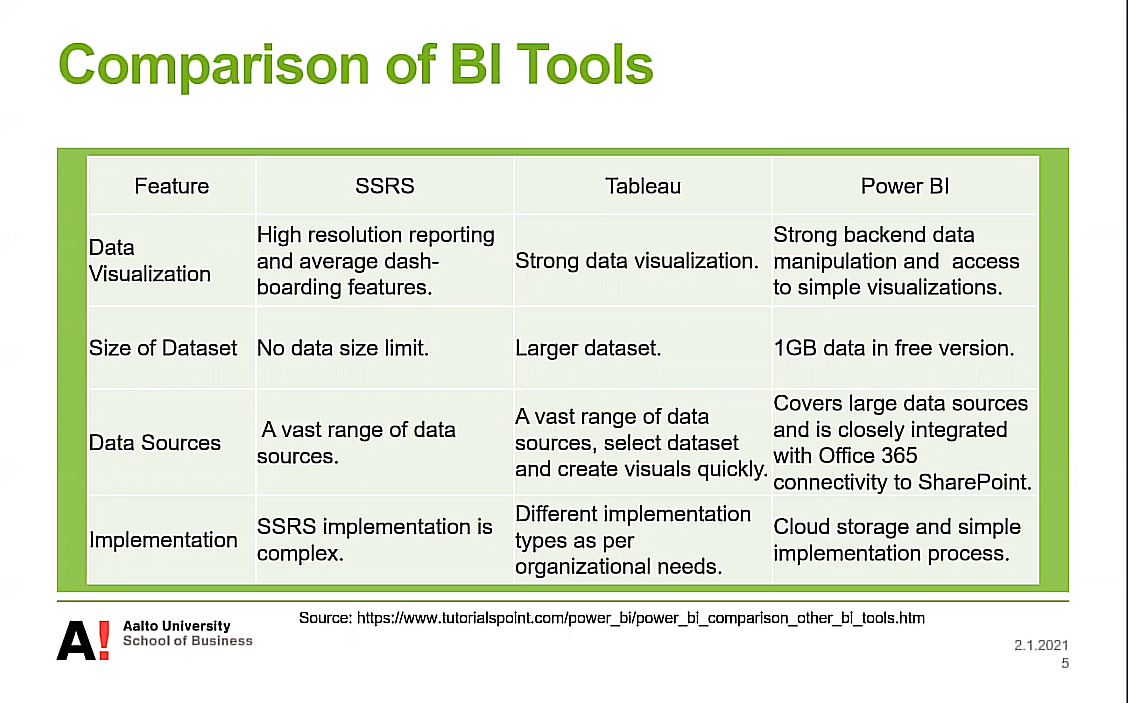 Comparison of BI Tools
Feature
SSRS
Tableau
Power BI
Data
Visualization
High resolution reporting
and average dash-
boarding features.
Strong data visualization.
Strong backend data
manipulation and access
to simple visualizations.
Size of Dataset
No data size limit.
Larger dataset.
1GB data in free version.
Data Sources
A vast range of data
sources.
A vast range of data
sources, select dataset
and create visuals quickly.
Covers large data sources
and is closely integrated
with Office 365
connectivity to SharePoint.
Implementation
SSRS implementation is
complex.
Different implementation
types as per
organizational needs.
Cloud storage and simple
implementation process.
Source: https://www.tutorialspoint.com/power_bi/power_bi_comparison_other_bi_tools.htm
A!
Aalto University
School of Business
2.1.2021
5